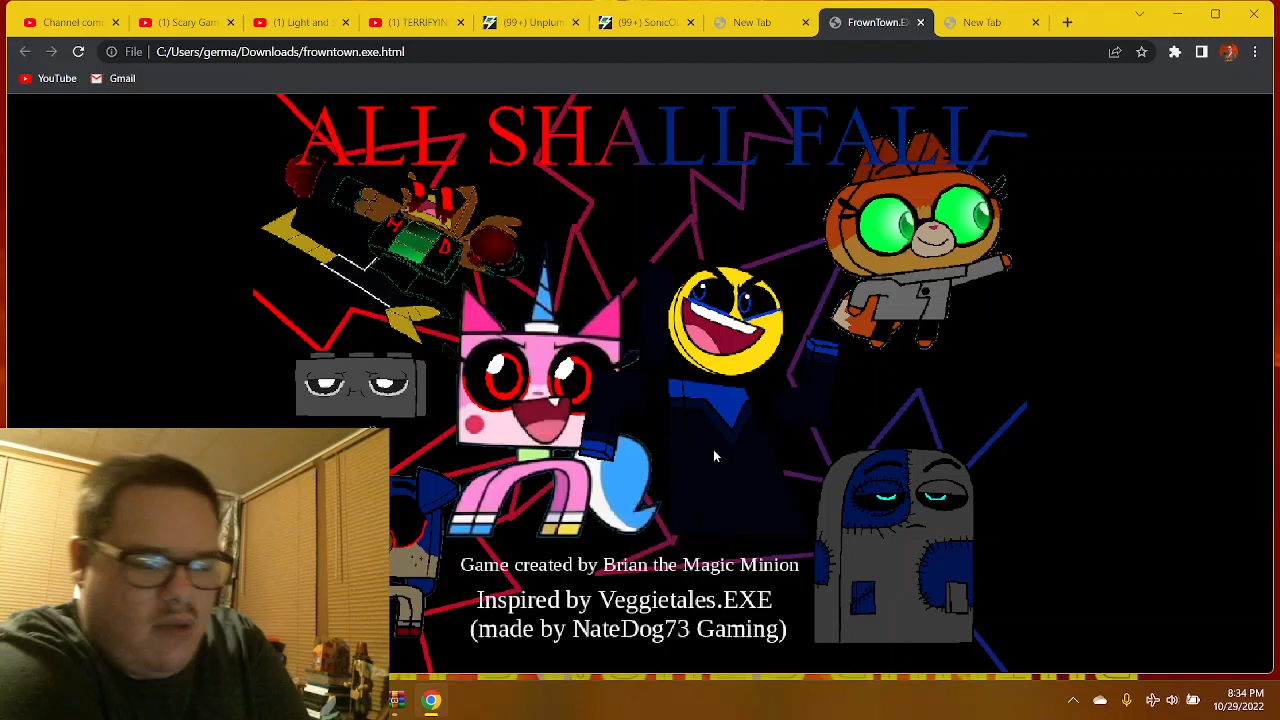 Channel com
(1) Scary Gam
(1) Light and
(1) TERRIFYIN
(99+) Unplum
(99+) SonicO
New Tab
FrownTown.E
New Tab
File
C:/Users/germa/Downloads/frowntown.exe.html
YouTube
Gmail
ALL SHALL FALL
H
D
Game created by Brian the Magic Minion
Inspired by Veggietales.EXE
(made by NateDog73 Gaming)
8:34 PM
10/29/2022